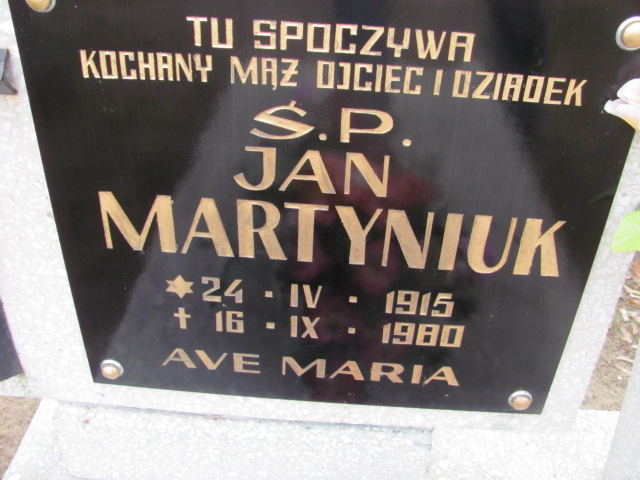 TU SPOCZYWA
KOCHANY MĄŻ OJCIEC I DZIADEK
Ś.P.
JAN
MARTYNIUK
★ 24 · IV · 1915
✝ 16 · IX · 1980
AVE MARIA